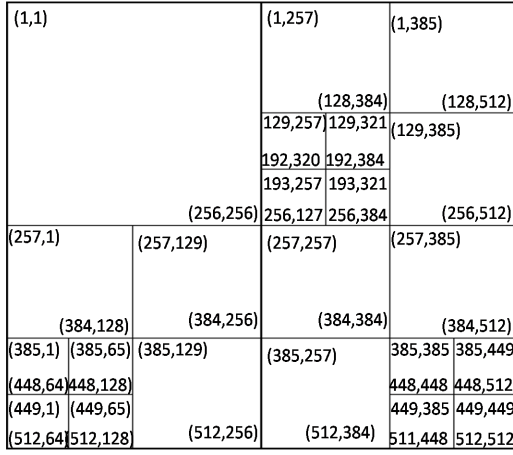 (1,1) (1,257) (1,385)
(128,384) (128,512)
129,257) 129,321 (129,385)
192,320 192,384
193,257 193,321
(256,256) 256,127 256,384 (256,512)
(257,1) (257,129) (257,257) (257,385)
(384,128) (384,256) (384,384) (384,512)
(385,1) (385,65) (385,129) (385,257) 385,385 385,449
(448,64) 448,128) 448,448 448,512
(449,1) (449,65) 449,385 449,449
(512,64) 512,128) (512,256) (512,384) 511,448 512,512